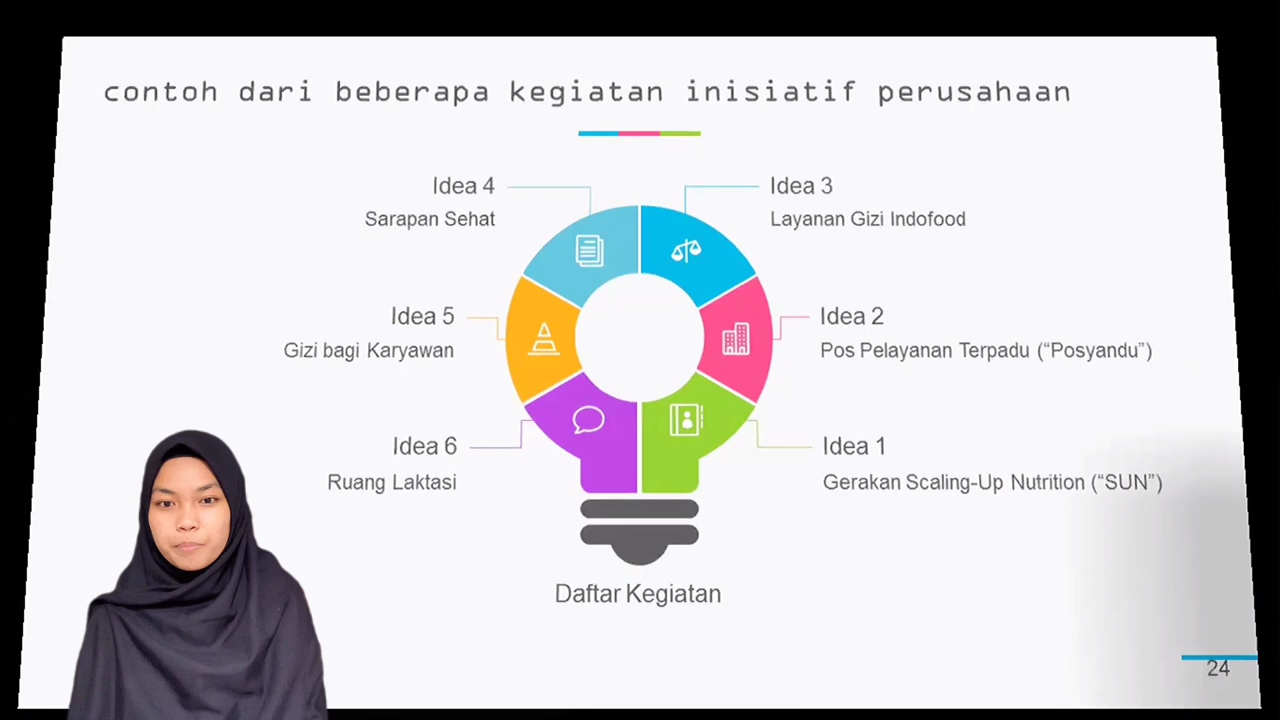 contoh dari beberapa kegiatan inisiatif perusahaan
Idea 4
Sarapan Sehat
Idea 3
Layanan Gizi Indofood
Idea 5
Gizi bagi Karyawan
Idea 2
Pos Pelayanan Terpadu (“Posyandu”)
Idea 6
Ruang Laktasi
Idea 1
Gerakan Scaling-Up Nutrition (“SUN”)
Daftar Kegiatan
24